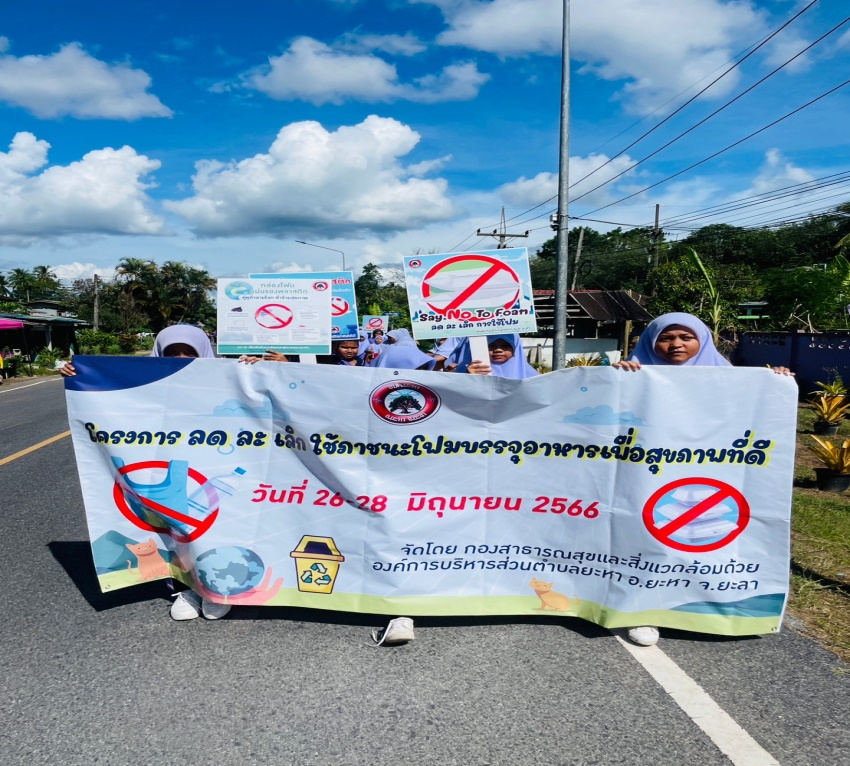 กล่องโฟม
Say No To Foam
ลด ละ เลิก การใช้โฟม
โครงการ ลด ละ เลิก ใช้ภาชนะโฟมบรรจุอาหารเพื่อสุขภาพที่ดี
วันที่ 26-28 มิถุนายน 2566
จัดโดย กองสาธารณสุขและสิ่งแวดล้อมด้วย
องค์การบริหารส่วนตำบลยะหา อ.ยะหา จ.ยะลา